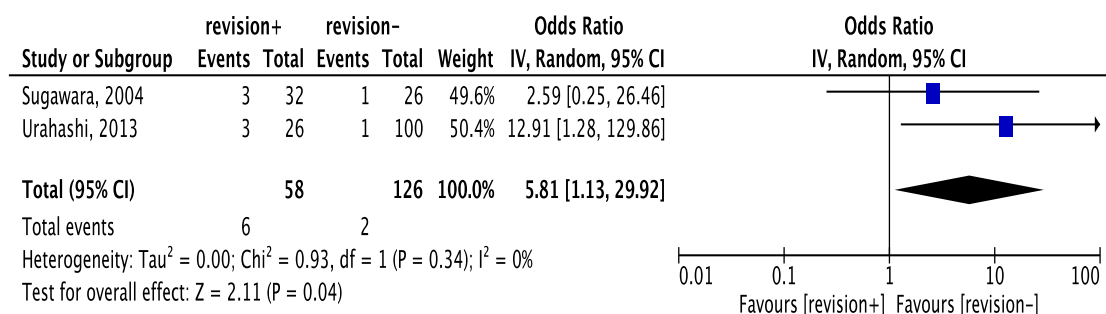 revision+ revision– Odds Ratio Odds Ratio
Study or Subgroup Events Total Events Total Weight IV, Random, 95% CI IV, Random, 95% CI
Sugawara, 2004 3 32 1 26 49.6% 2.59 [0.25, 26.46]
Urahashi, 2013 3 26 1 100 50.4% 12.91 [1.28, 129.86]
Total (95% CI) 58 126 100.0% 5.81 [1.13, 29.92]
Total events 6 2
Heterogeneity: Tau² = 0.00; Chi² = 0.93, df = 1 (P = 0.34); I² = 0%
Test for overall effect: Z = 2.11 (P = 0.04)
0.01 0.1 1 10 100
Favours [revision+] Favours [revision–]